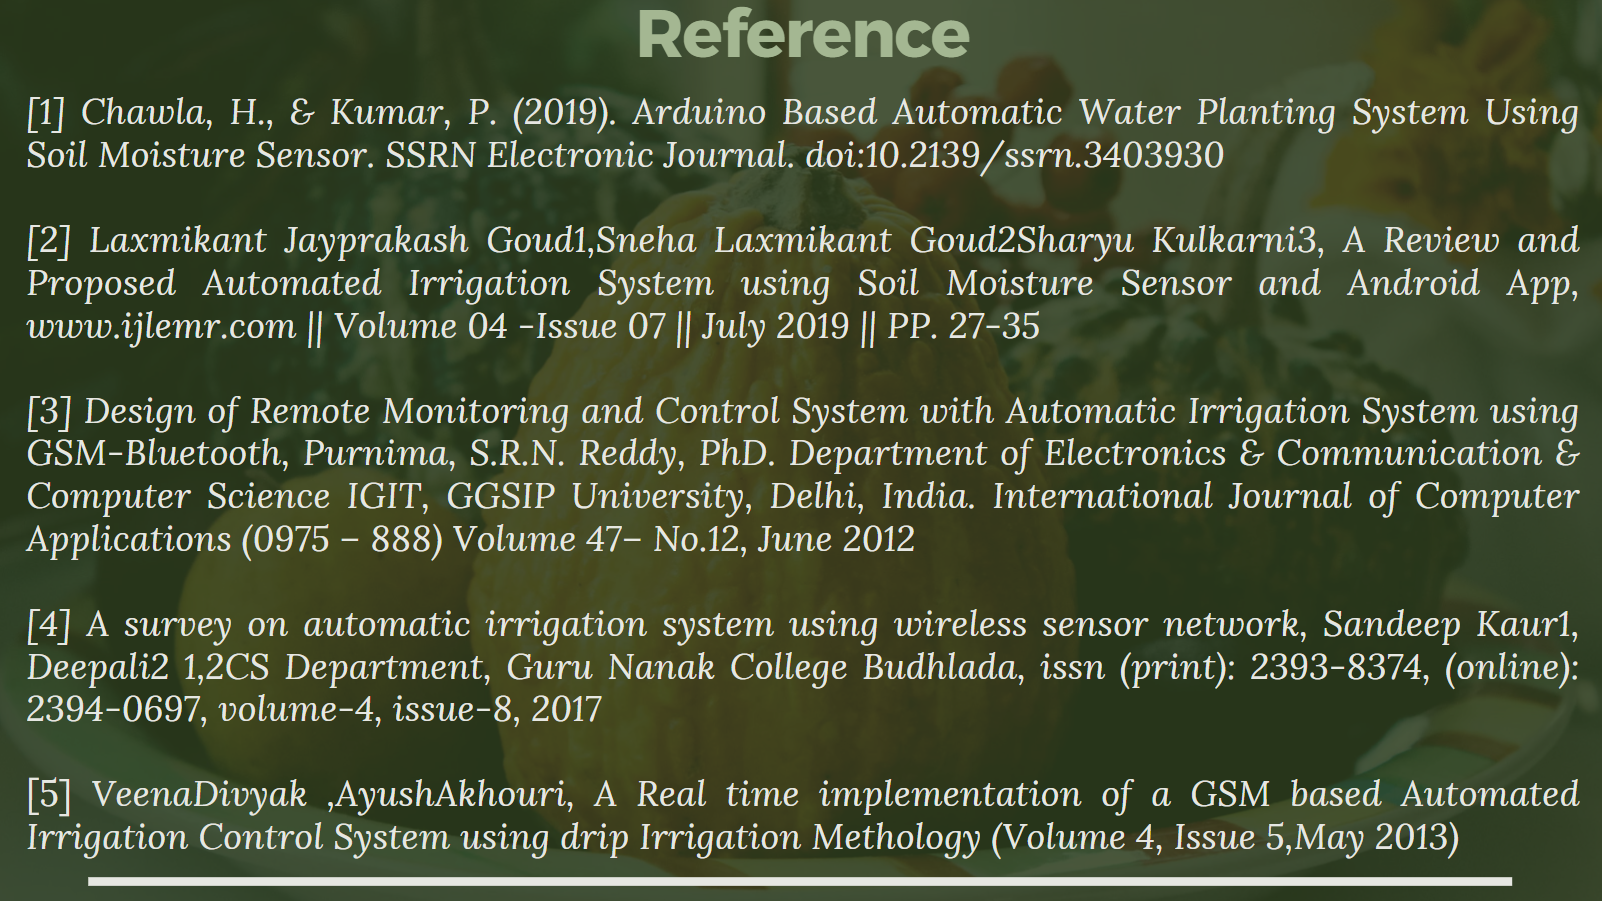 Reference
[1] Chawla, H., & Kumar, P. (2019). Arduino Based Automatic Water Planting System Using
Soil Moisture Sensor. SSRN Electronic Journal. doi:10.2139/ssrn.3403930
[2] Laxmikant Jayprakash Goud1,Sneha Laxmikant Goud2Sharyu Kulkarni3, A Review and
Proposed Automated Irrigation System using Soil Moisture Sensor and Android App,
www.ijlemr.com || Volume 04 -Issue 07 || July 2019 || PP. 27-35
[3] Design of Remote Monitoring and Control System with Automatic Irrigation System using
GSM-Bluetooth, Purnima, S.R.N. Reddy, PhD. Department of Electronics & Communication &
Computer Science IGIT, GGSIP University, Delhi, India. International Journal of Computer
Applications (0975 – 888) Volume 47– No.12, June 2012
[4] A survey on automatic irrigation system using wireless sensor network, Sandeep Kaur1,
Deepali2 1,2CS Department, Guru Nanak College Budhlada, issn (print): 2393-8374, (online):
2394-0697, volume-4, issue-8, 2017
[5] VeenaDivyak ,AyushAkhouri, A Real time implementation of a GSM based Automated
Irrigation Control System using drip Irrigation Methology (Volume 4, Issue 5,May 2013)